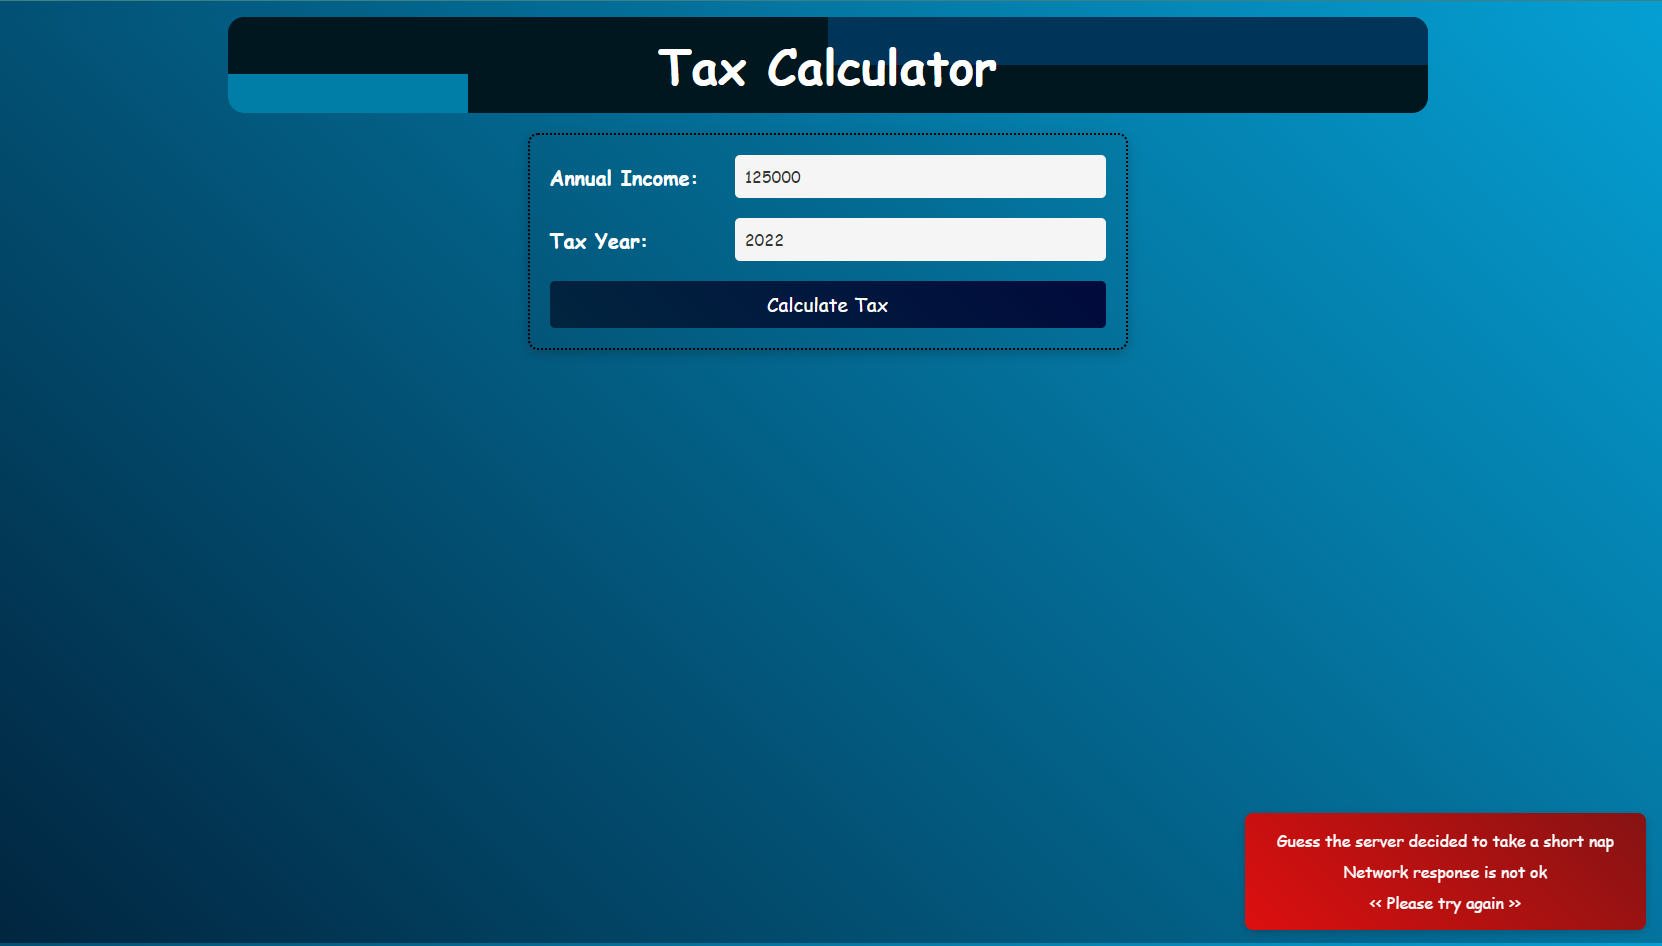 Tax Calculator
Annual Income:
125000
Tax Year:
2022
Calculate Tax
Guess the server decided to take a short nap
Network response is not ok
<< Please try again >>